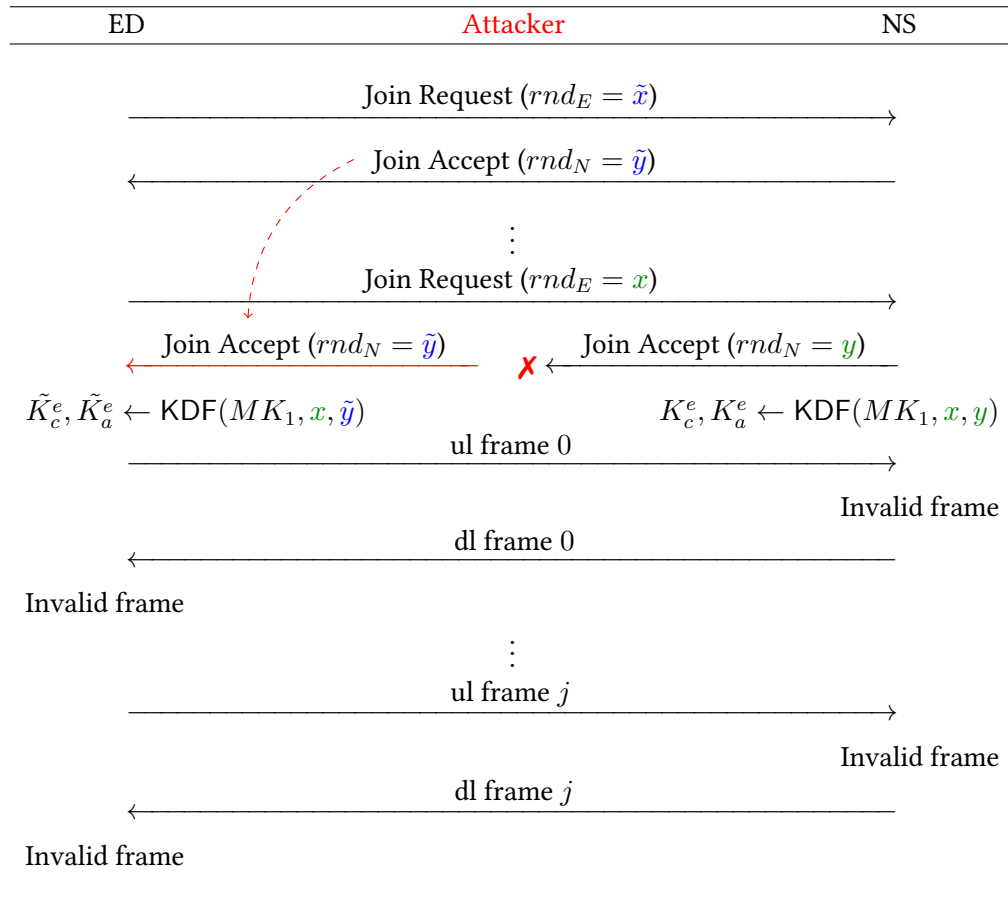 ED Attacker NS
Join Request (rnd_E = x̃)
Join Accept (rnd_N = ỹ)
⋮
Join Request (rnd_E = x)
Join Accept (rnd_N = ỹ) ✗ Join Accept (rnd_N = y)
K̃_c^e, K̃_a^e ← KDF(MK_1, x, ỹ) K_c^e, K_a^e ← KDF(MK_1, x, y)
ul frame 0
Invalid frame
dl frame 0
Invalid frame
⋮
ul frame j
Invalid frame
dl frame j
Invalid frame